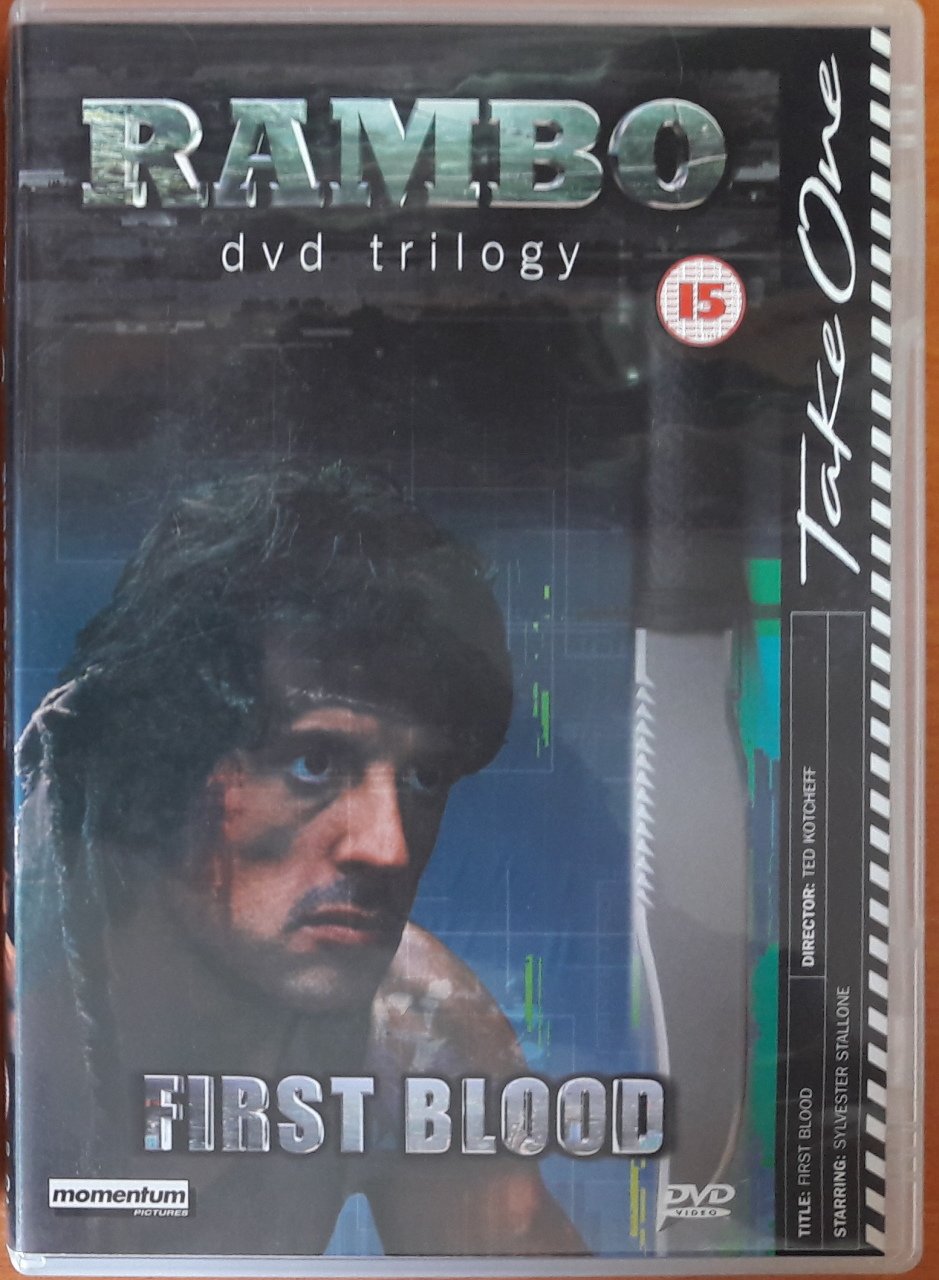 RAMBO
dvd trilogy
15
Take One
FIRST BLOOD
momentum
PICTURES
DVD
VIDEO
TITLE: FIRST BLOOD
DIRECTOR: TED KOTCHEFF
STARRING: SYLVESTER STALLONE